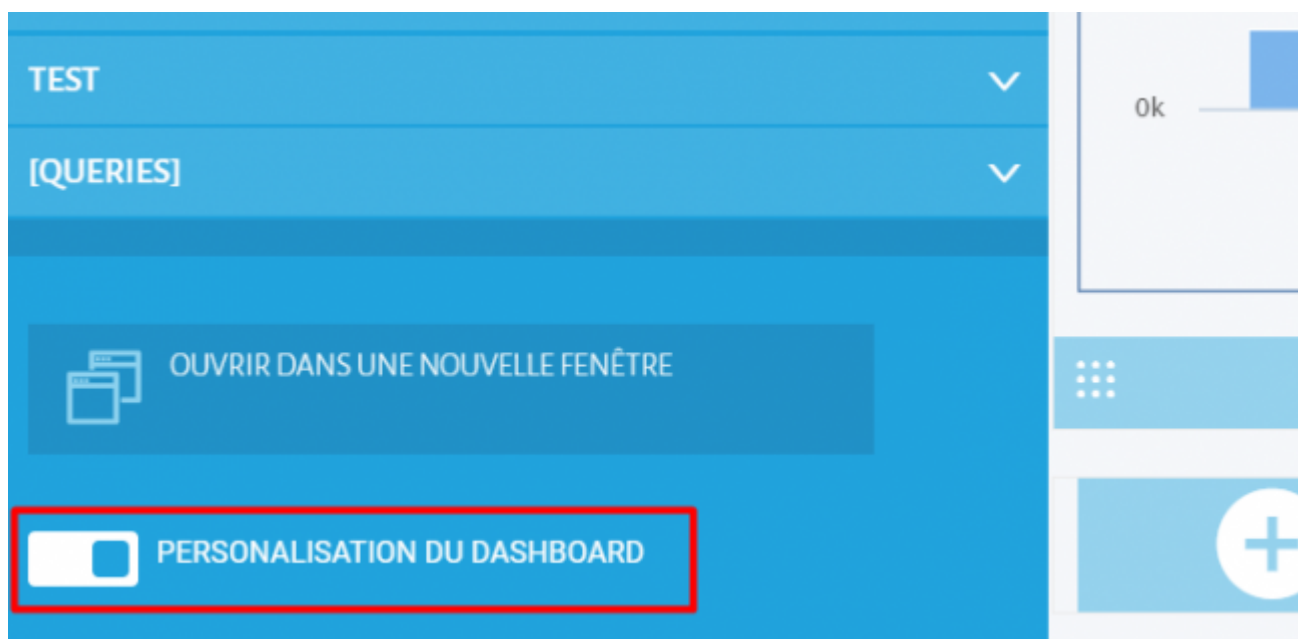 TEST
0k
[QUERIES]
OUVRIR DANS UNE NOUVELLE FENÊTRE
PERSONALISATION DU DASHBOARD